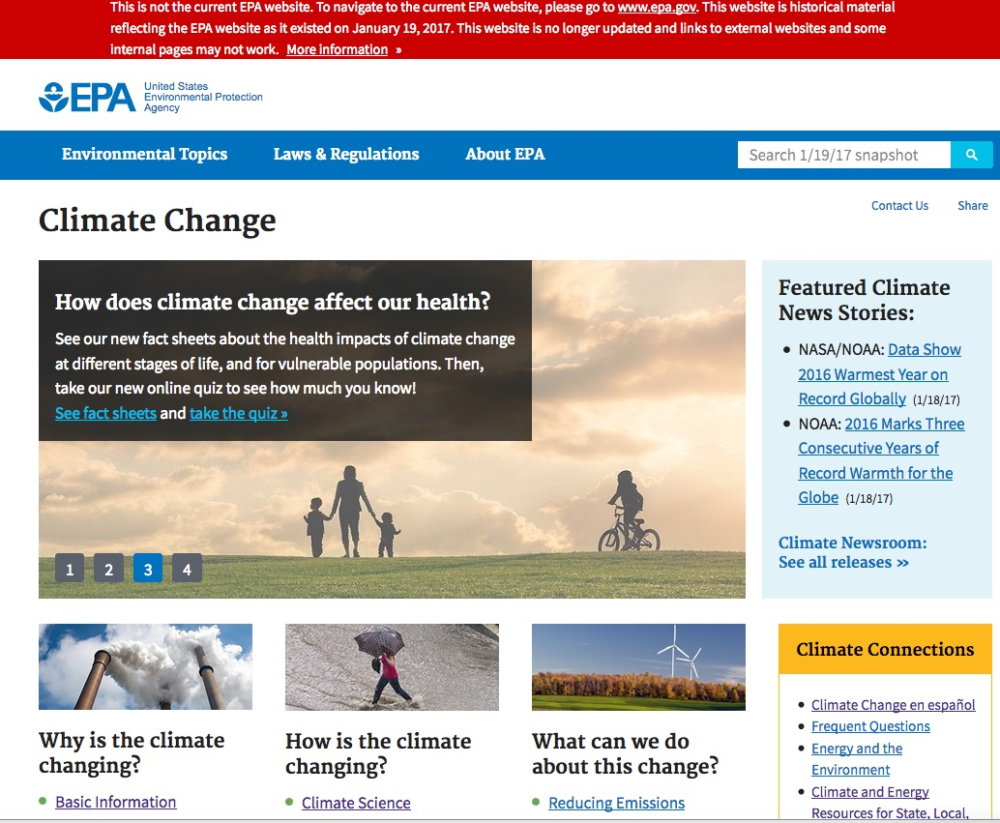 This is not the current EPA website. To navigate to the current EPA website, please go to www.epa.gov. This website is historical material
reflecting the EPA website as it existed on January 19, 2017. This website is no longer updated and links to external websites and some
internal pages may not work. More information »
EPA
United States
Environmental Protection
Agency
Environmental Topics
Laws & Regulations
About EPA
Search 1/19/17 snapshot
Contact Us
Share
Climate Change
How does climate change affect our health?
See our new fact sheets about the health impacts of climate change
at different stages of life, and for vulnerable populations. Then,
take our new online quiz to see how much you know!
See fact sheets and take the quiz »
1 2 3 4
Featured Climate
News Stories:
• NASA/NOAA: Data Show
2016 Warmest Year on
Record Globally (1/18/17)
• NOAA: 2016 Marks Three
Consecutive Years of
Record Warmth for the
Globe (1/18/17)
Climate Newsroom:
See all releases »
Why is the climate
changing?
• Basic Information
How is the climate
changing?
• Climate Science
What can we do
about this change?
• Reducing Emissions
Climate Connections
• Climate Change en español
• Frequent Questions
• Energy and the
Environment
• Climate and Energy
Resources for State, Local,